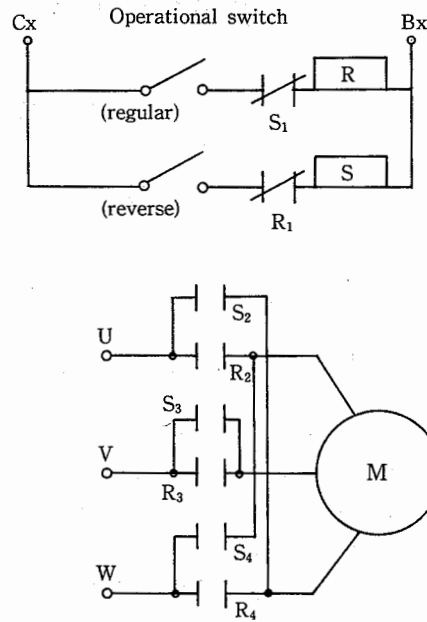 Cx
Operational switch
Bx
R
(regular)
S₁
S
(reverse)
R₁
S₂
U
R₂
S₃
V
R₃
M
S₄
W
R₄